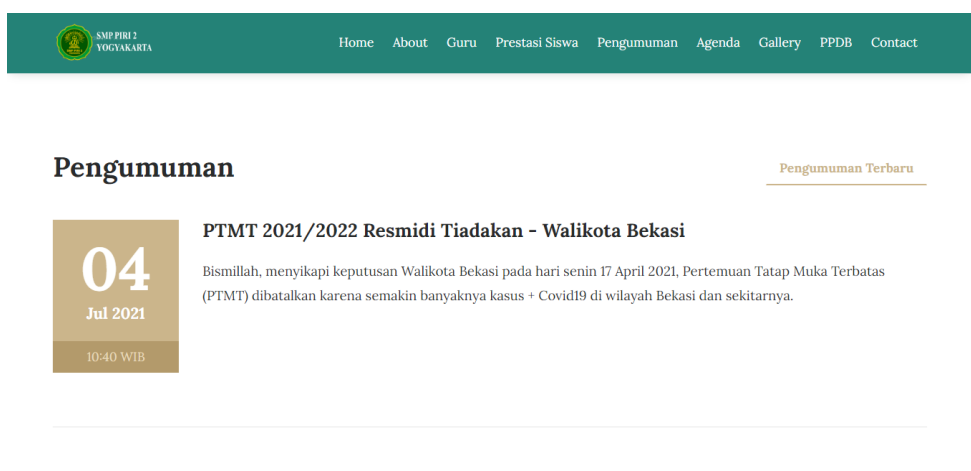 SMP PIRI 2
YOGYAKARTA
Home About Guru Prestasi Siswa Pengumuman Agenda Gallery PPDB Contact
Pengumuman
Pengumuman Terbaru
04
Jul 2021
10:40 WIB
PTMT 2021/2022 Resmidi Tiadakan - Walikota Bekasi
Bismillah, menyikapi keputusan Walikota Bekasi pada hari senin 17 April 2021, Pertemuan Tatap Muka Terbatas
(PTMT) dibatalkan karena semakin banyaknya kasus + Covid19 di wilayah Bekasi dan sekitarnya.